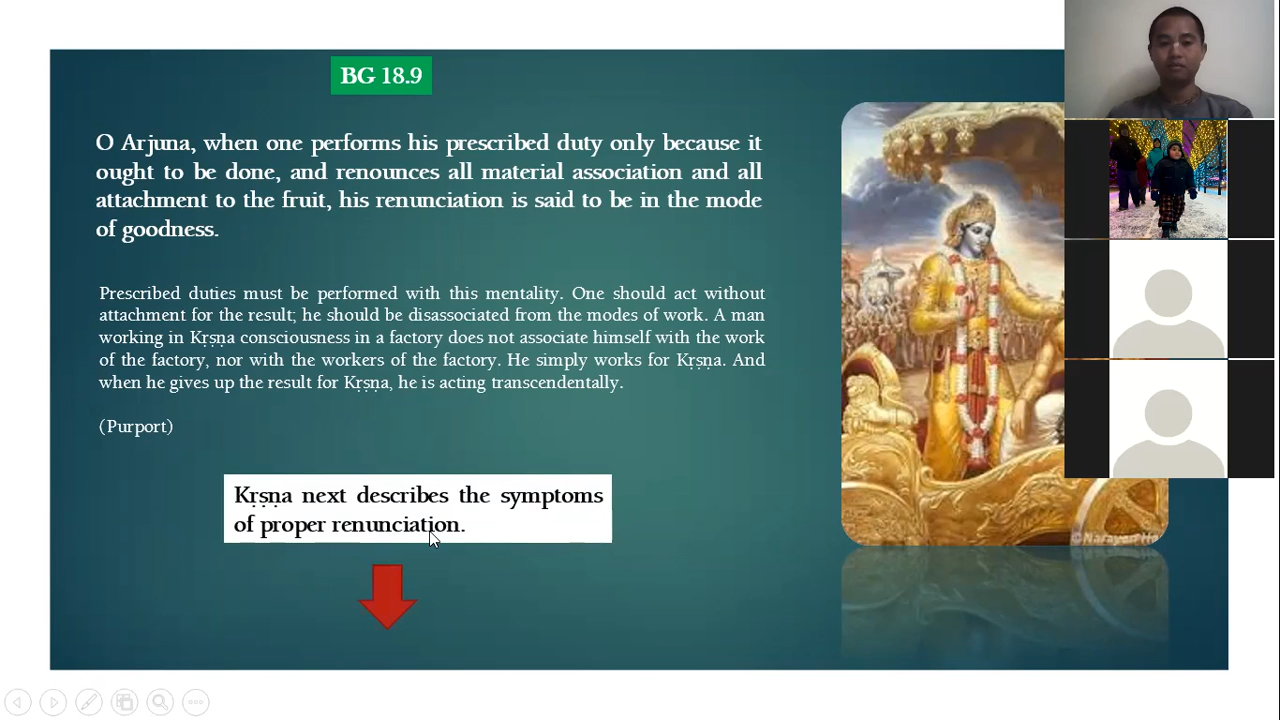 BG 18.9
O Arjuna, when one performs his prescribed duty only because it
ought to be done, and renounces all material association and all
attachment to the fruit, his renunciation is said to be in the mode
of goodness.
Prescribed duties must be performed with this mentality. One should act without
attachment for the result; he should be disassociated from the modes of work. A man
working in Kṛṣṇa consciousness in a factory does not associate himself with the work
of the factory, nor with the workers of the factory. He simply works for Kṛṣṇa. And
when he gives up the result for Kṛṣṇa, he is acting transcendentally.
(Purport)
Kṛṣṇa next describes the symptoms
of proper renunciation.